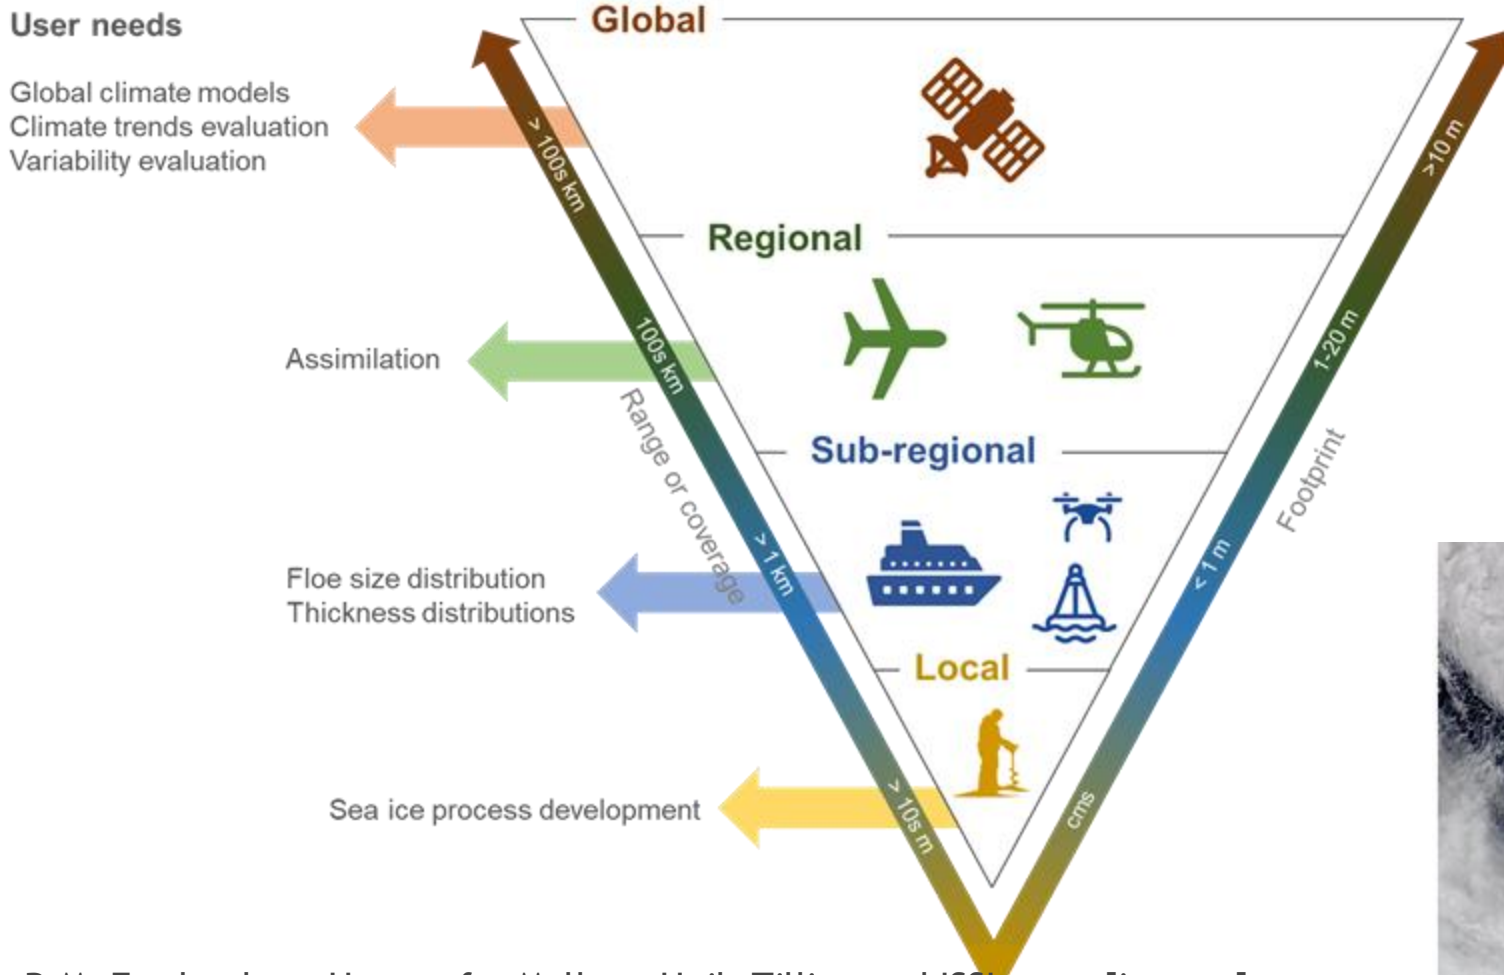 User needs
Global
Global climate models
Climate trends evaluation
Variability evaluation
> 100s km
>10 m
Regional
Assimilation
100s km
1-20 m
Range or coverage
Footprint
Sub-regional
Floe size distribution
Thickness distributions
> 1 km
< 1 m
Local
Sea ice process development
> 10s m
cms